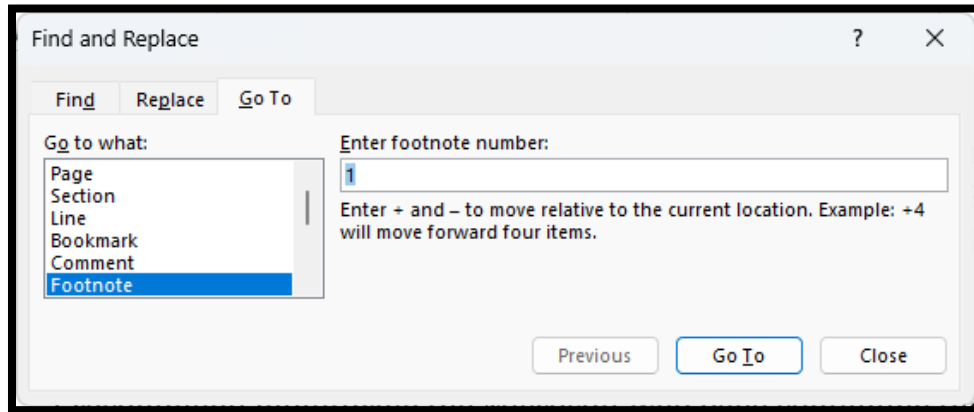 Find and Replace ?
Find Replace Go To
Go to what:
Page
Section
Line
Bookmark
Comment
Footnote
Enter footnote number:
1
Enter + and – to move relative to the current location. Example: +4
will move forward four items.
Previous Go To Close